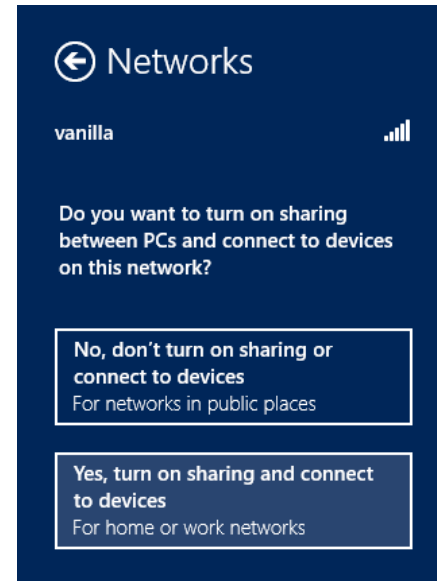 Networks
vanilla
Do you want to turn on sharing
between PCs and connect to devices
on this network?
No, don't turn on sharing or
connect to devices
For networks in public places
Yes, turn on sharing and connect
to devices
For home or work networks